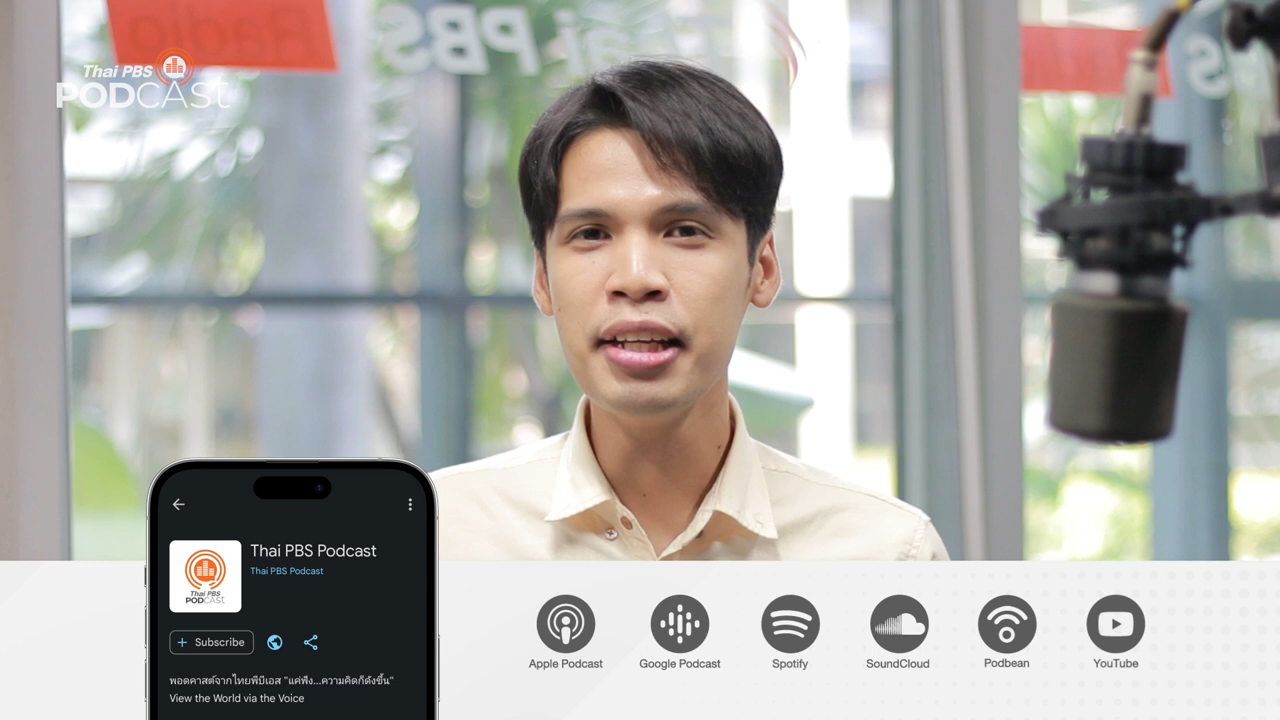 Radio
Thai PBS
Thai PBS
PODCASt
Thai PBS Podcast
Thai PBS Podcast
Thai PBS
PODCASt
+ Subscribe
พอดคาสต์จากไทยพีบีเอส "แค่ฟัง...ความคิดก็ดังขึ้น"
View the World via the Voice
Apple Podcast
Google Podcast
Spotify
SoundCloud
Podbean
YouTube